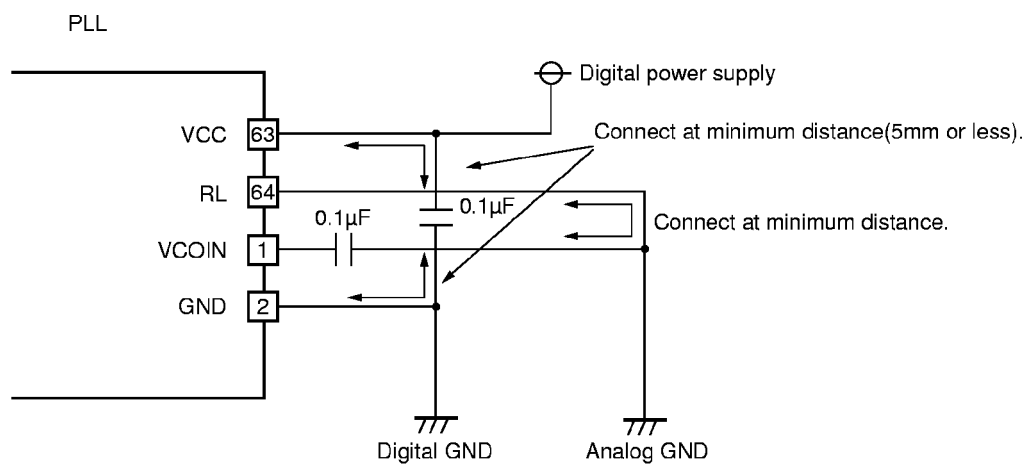 PLL
Digital power supply
VCC 63
Connect at minimum distance(5mm or less).
RL 64
0.1µF
0.1µF
Connect at minimum distance.
VCOIN 1
GND 2
Digital GND
Analog GND